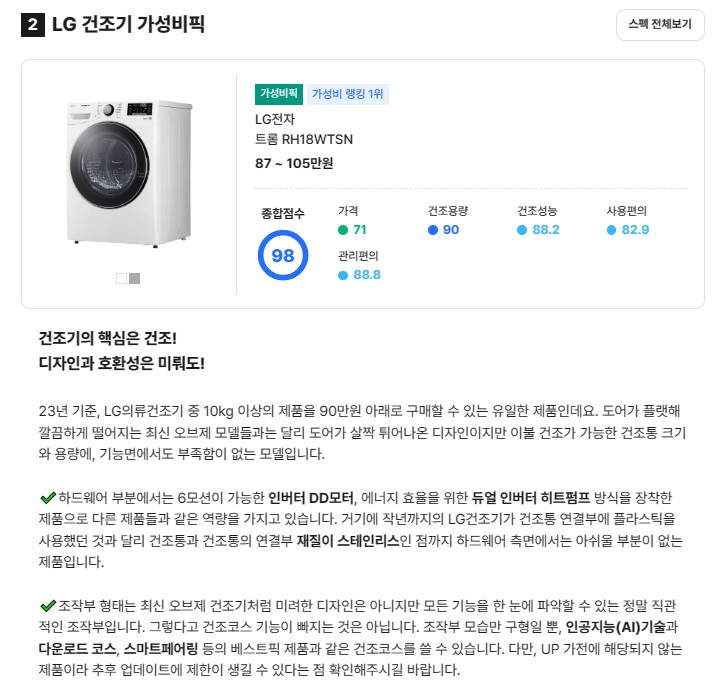 2 LG 건조기 가성비픽
스펙 전체보기
가성비픽 가성비 랭킹 1위
LG전자
트롬 RH18WTSN
87 ~ 105만원
종합점수
98
가격 건조용량 건조성능 사용편의
71 90 88.2 82.9
관리편의
88.8
건조기의 핵심은 건조!
디자인과 호환성은 미뤄도!
23년 기준, LG의류건조기 중 10kg 이상의 제품을 90만원 아래로 구매할 수 있는 유일한 제품인데요. 도어가 플랫해
깔끔하게 떨어지는 최신 오브제 모델들과는 달리 도어가 살짝 튀어나온 디자인이지만 이불 건조가 가능한 건조통 크기
와 용량에, 기능면에서도 부족함이 없는 모델입니다.
✔하드웨어 부분에서는 6모션이 가능한 인버터 DD모터, 에너지 효율을 위한 듀얼 인버터 히트펌프 방식을 장착한
제품으로 다른 제품들과 같은 역량을 가지고 있습니다. 거기에 작년까지의 LG건조기가 건조통 연결부에 플라스틱을
사용했던 것과 달리 건조통과 건조통의 연결부 재질이 스테인리스인 점까지 하드웨어 측면에서는 아쉬울 부분이 없는
제품입니다.
✔조작부 형태는 최신 오브제 건조기처럼 미려한 디자인은 아니지만 모든 기능을 한 눈에 파악할 수 있는 정말 직관
적인 조작부입니다. 그렇다고 건조코스 기능이 빠지는 것은 아닙니다. 조작부 모습만 구형일 뿐, 인공지능(AI)기술과
다운로드 코스, 스마트페어링 등의 베스트픽 제품과 같은 건조코스를 쓸 수 있습니다. 다만, UP 가전에 해당되지 않는
제품이라 추후 업데이트에 제한이 생길 수 있다는 점 확인해주시길 바랍니다.